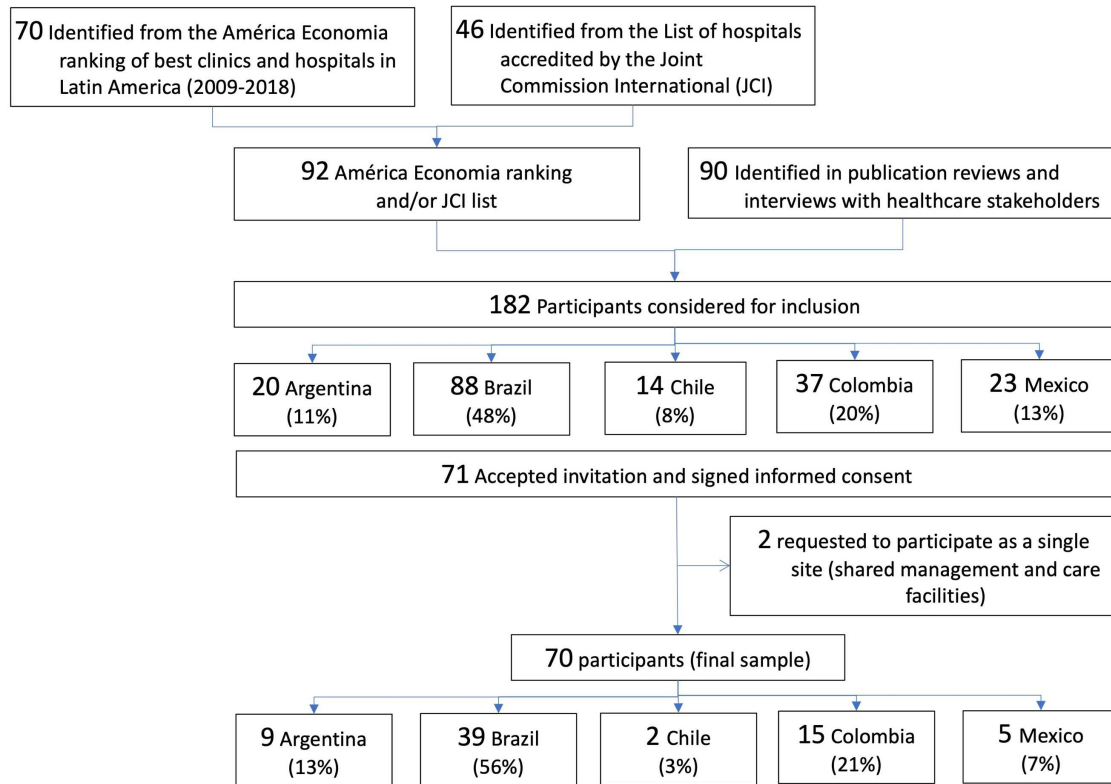 70 Identified from the América Economia
ranking of best clinics and hospitals in
Latin America (2009-2018)
46 Identified from the List of hospitals
accredited by the Joint
Commission International (JCI)
92 América Economia ranking
and/or JCI list
90 Identified in publication reviews and
interviews with healthcare stakeholders
182 Participants considered for inclusion
20 Argentina
(11%)
88 Brazil
(48%)
14 Chile
(8%)
37 Colombia
(20%)
23 Mexico
(13%)
71 Accepted invitation and signed informed consent
2 requested to participate as a single
site (shared management and care
facilities)
70 participants (final sample)
9 Argentina
(13%)
39 Brazil
(56%)
2 Chile
(3%)
15 Colombia
(21%)
5 Mexico
(7%)